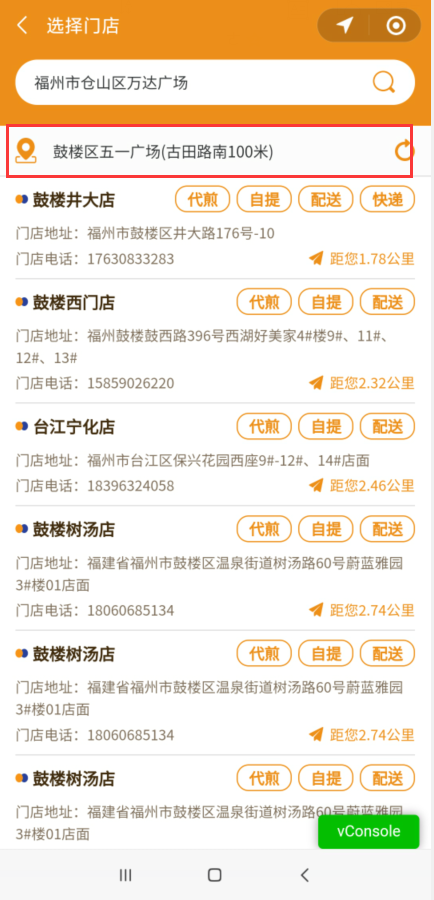 选择门店
福州市仓山区万达广场
鼓楼区五一广场(古田路南100米)
鼓楼井大店 代煎 自提 配送 快递
门店地址：福州市鼓楼区井大路176号-10
门店电话：17630833283 距您1.78公里
鼓楼西门店 代煎 自提 配送
门店地址：福州鼓楼鼓西路396号西湖好美家4#楼9#、11#、
12#、13#
门店电话：15859026220 距您2.32公里
台江宁化店 代煎 自提 配送
门店地址：福州市台江区保兴花园西座9#-12#、14#店面
门店电话：18396324058 距您2.46公里
鼓楼树汤店 代煎 自提 配送
门店地址：福建省福州市鼓楼区温泉街道树汤路60号蔚蓝雅园
3#楼01店面
门店电话：18060685134 距您2.74公里
鼓楼树汤店 代煎 自提 配送
门店地址：福建省福州市鼓楼区温泉街道树汤路60号蔚蓝雅园
3#楼01店面
门店电话：18060685134 距您2.74公里
鼓楼树汤店 代煎 自提 配送
门店地址：福建省福州市鼓楼区温泉街道树汤路60号蔚蓝雅园
3#楼01店面
vConsole